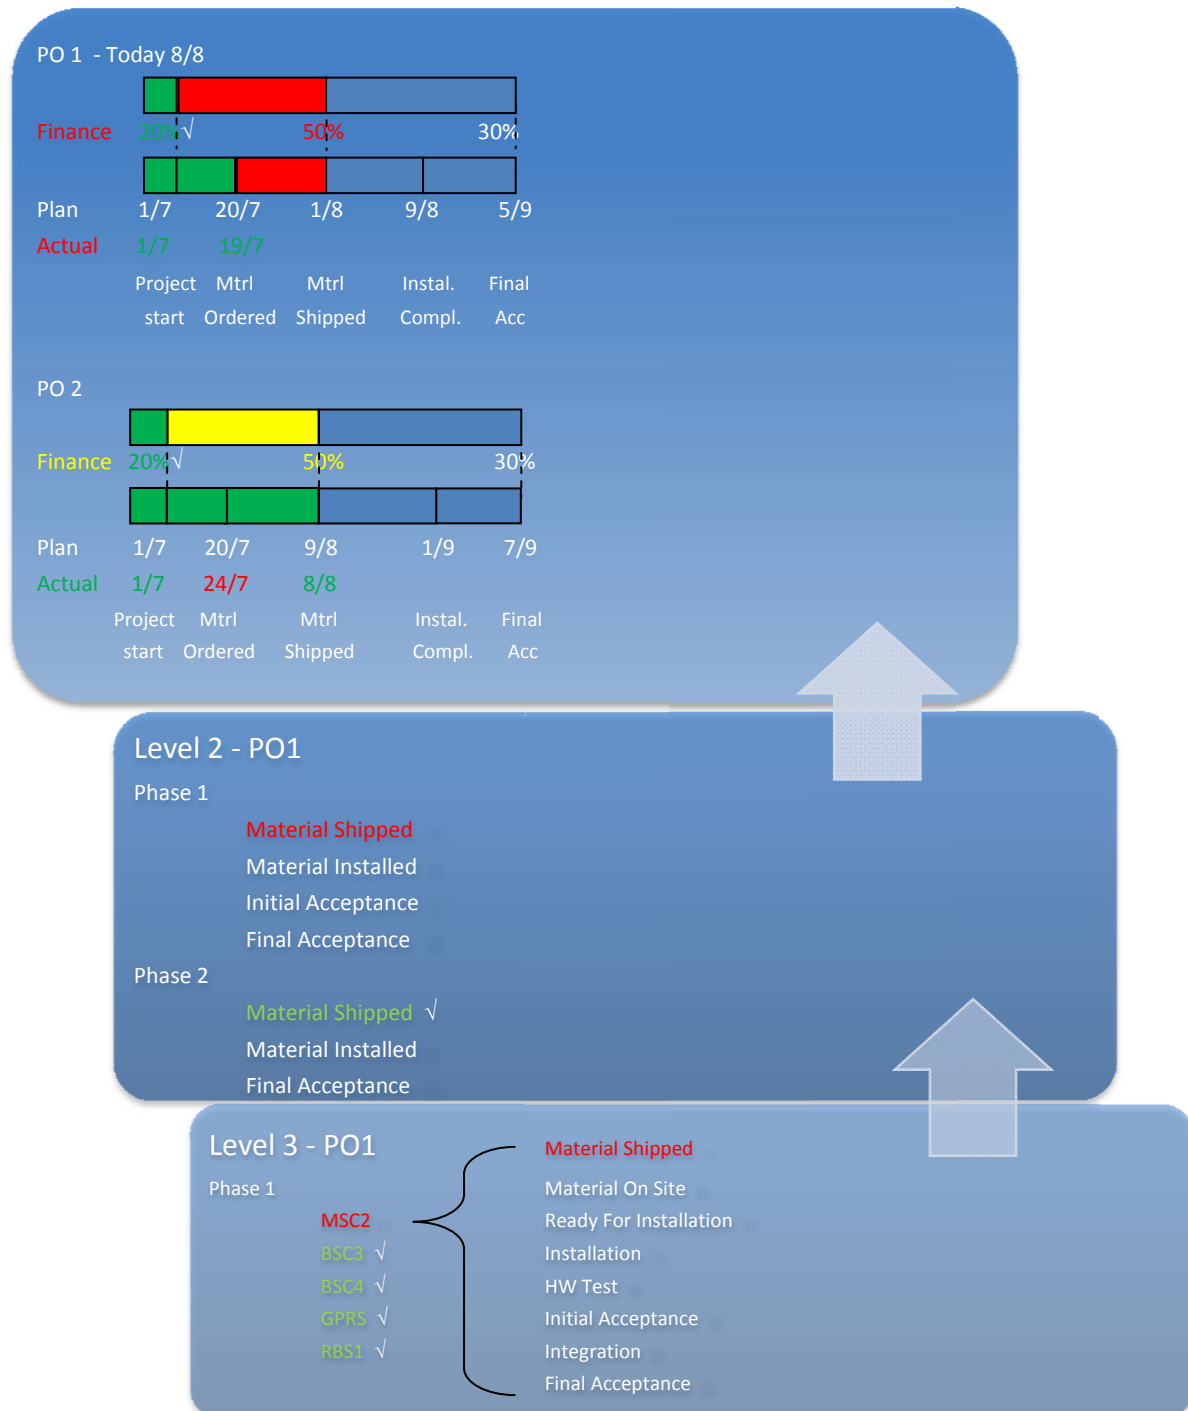 PO 1 - Today 8/8
Finance 20% √ 50% 30%
Plan 1/7 20/7 1/8 9/8 5/9
Actual 1/7 19/7
Project Mtrl Mtrl Instal. Final
start Ordered Shipped Compl. Acc
PO 2
Finance 20% √ 50% 30%
Plan 1/7 20/7 9/8 1/9 7/9
Actual 1/7 24/7 8/8
Project Mtrl Mtrl Instal. Final
start Ordered Shipped Compl. Acc
Level 2 - PO1
Phase 1
Material Shipped
Material Installed
Initial Acceptance
Final Acceptance
Phase 2
Material Shipped √
Material Installed
Final Acceptance
Level 3 - PO1
Phase 1
MSC2
BSC3 √
BSC4 √
GPRS √
RBS1 √
Material Shipped
Material On Site
Ready For Installation
Installation
HW Test
Initial Acceptance
Integration
Final Acceptance